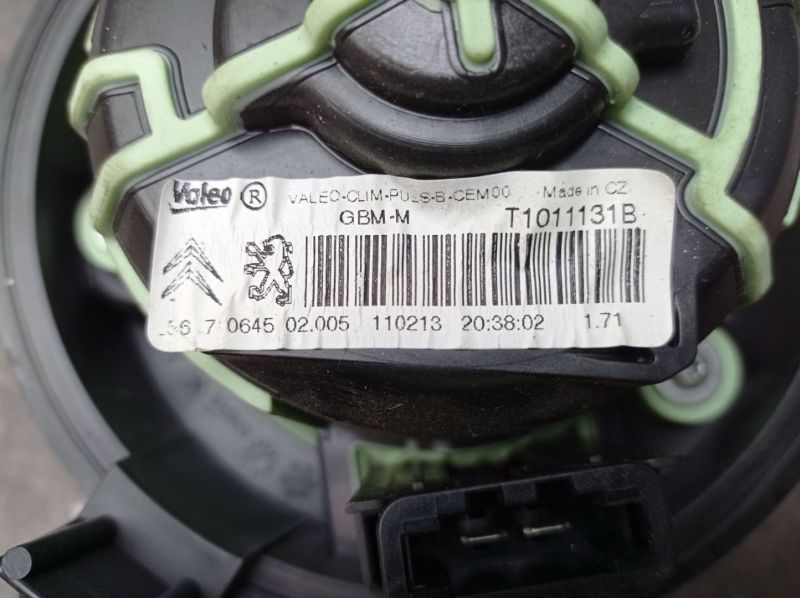 Valeo ® VALEO-CLIM-PULS-B-CEM00 Made in CZ
GBM-M T1011131B
0645 02.005 110213 20:38:02 1.71